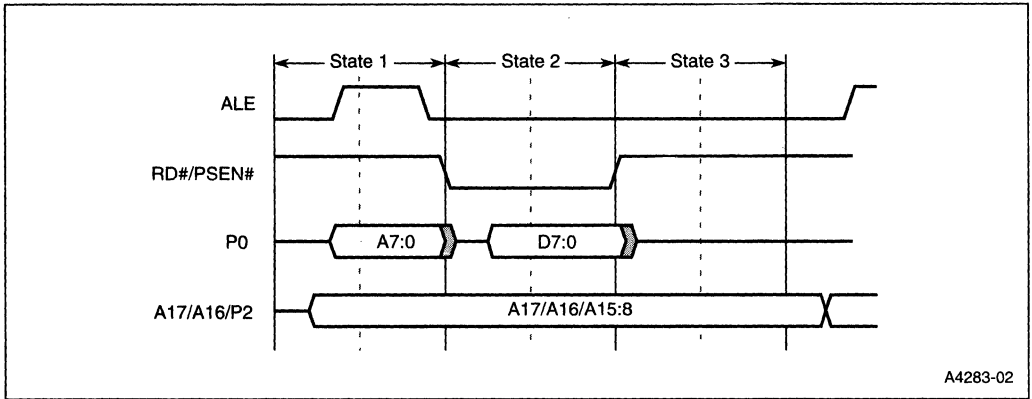 State 1 State 2 State 3
ALE
RD#/PSEN#
P0 A7:0 D7:0
A17/A16/P2 A17/A16/A15:8
A4283-02